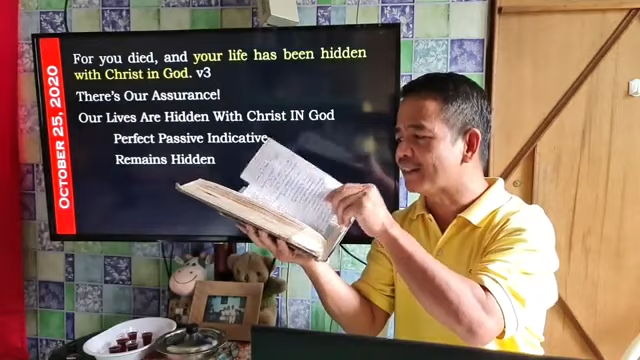 OCTOBER 25, 2020
For you died, and your life has been hidden
with Christ in God. v3
There's Our Assurance!
Our Lives Are Hidden With Christ IN God
Perfect Passive Indicative
Remains Hidden